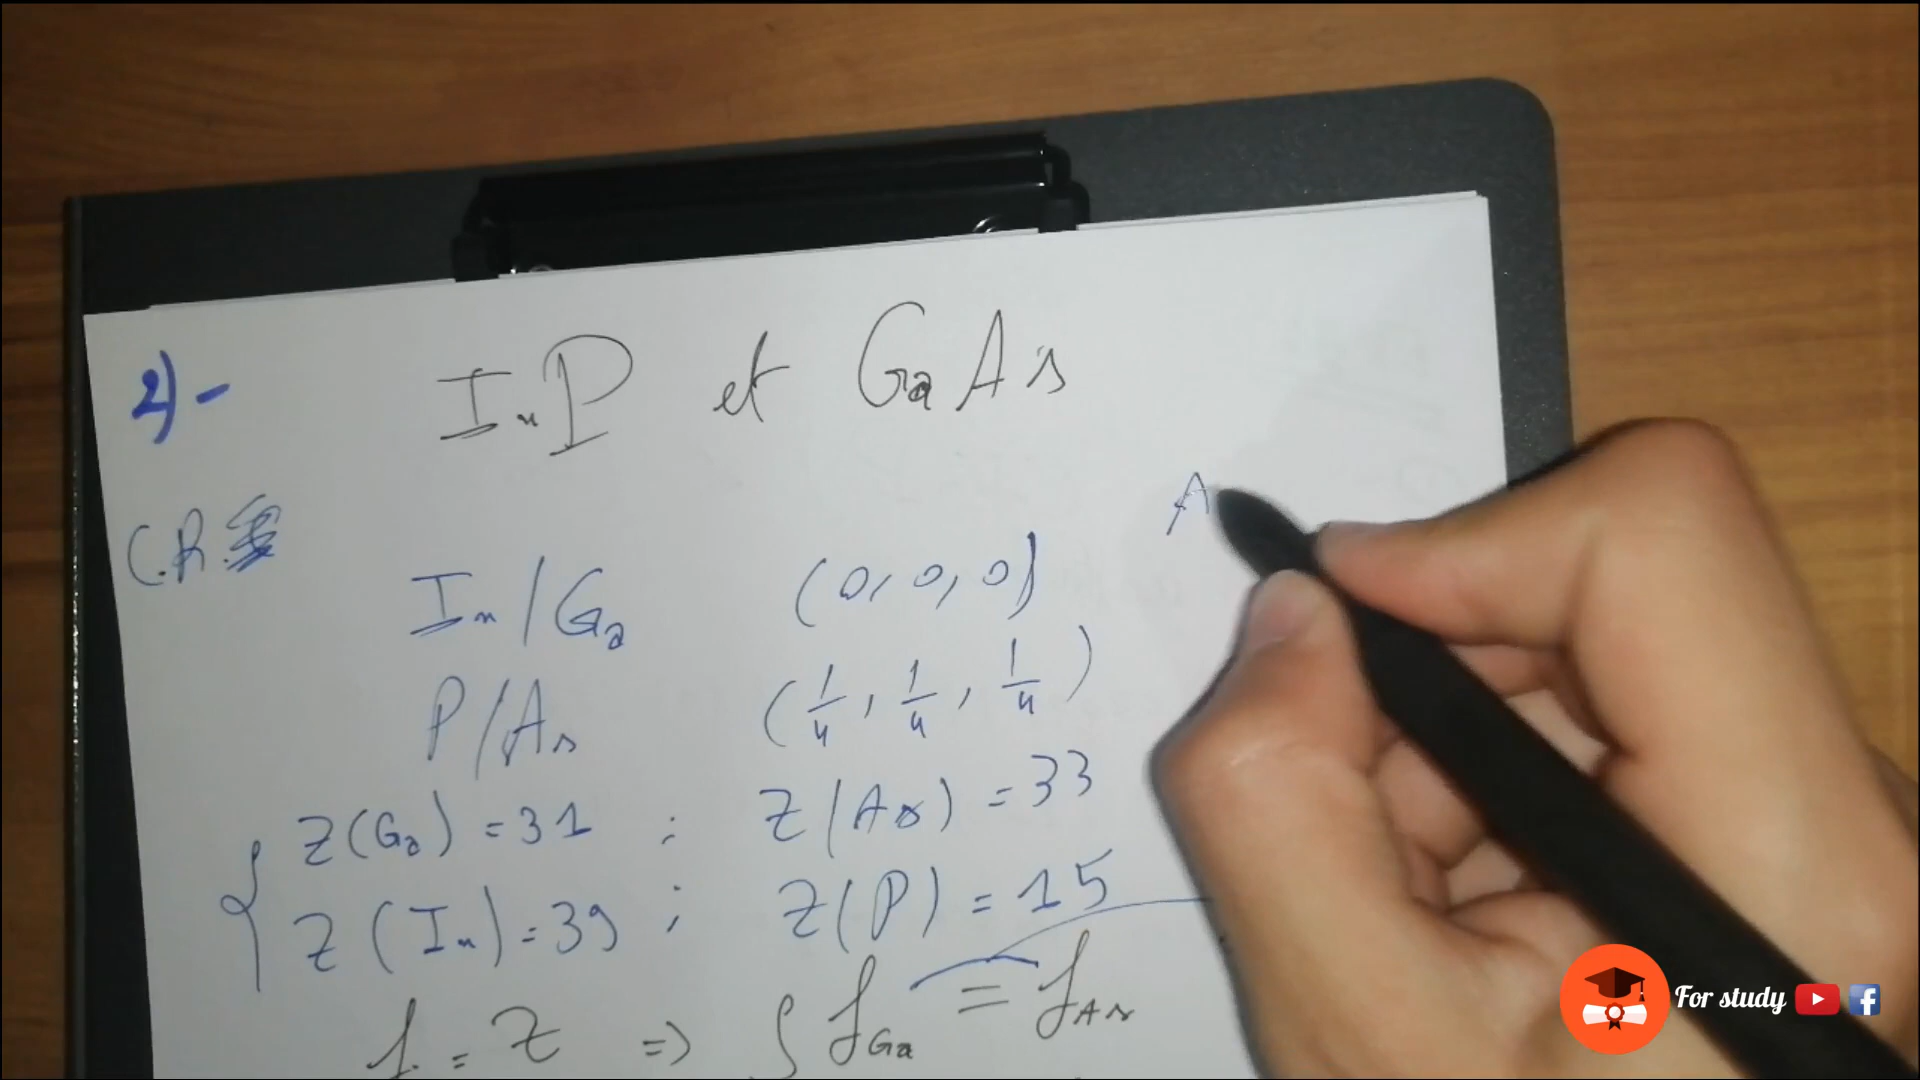 2)- InP et GaAs
A
C.R.
In/Ga (0, 0, 0)
P/As (1/4, 1/4, 1/4)
Z(Ga) = 31 ; Z(As) = 33
Z(In) = 39 ; Z(P) = 15
f. = Z => { fGa = fAs
For study